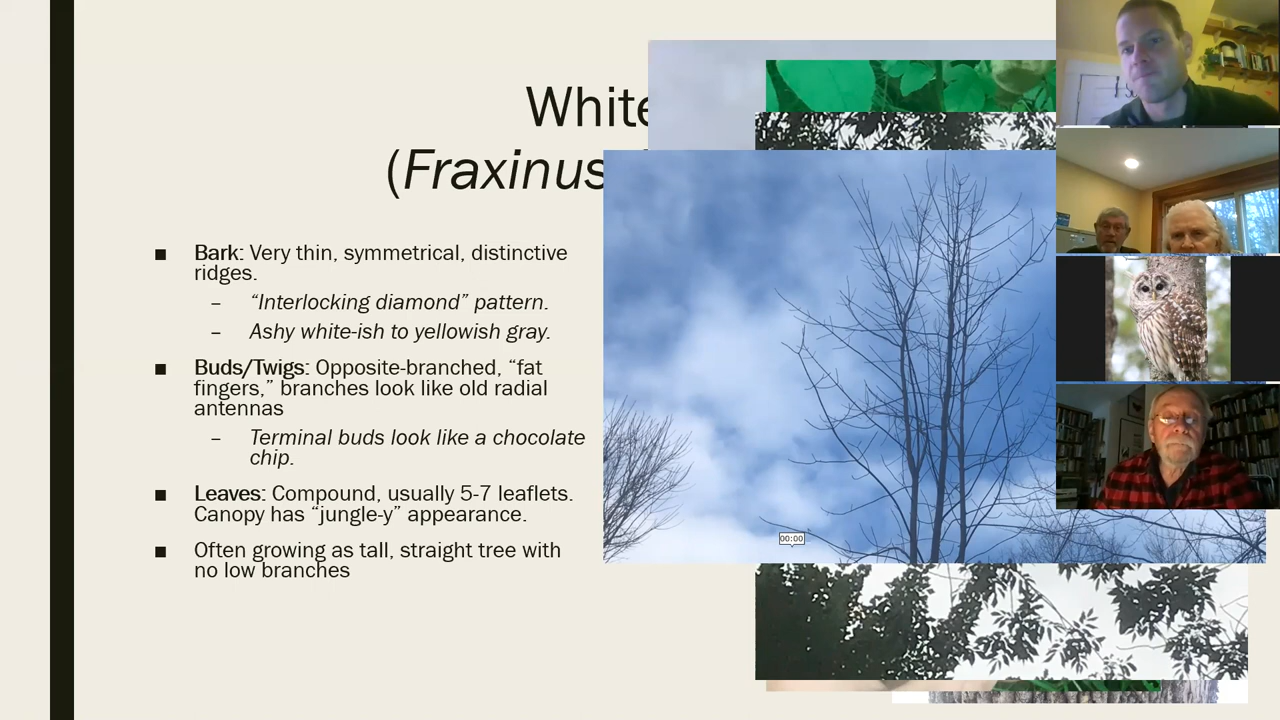 White
(Fraxinus
■ Bark: Very thin, symmetrical, distinctive
ridges.
– “Interlocking diamond” pattern.
– Ashy white-ish to yellowish gray.
■ Buds/Twigs: Opposite-branched, “fat
fingers,” branches look like old radial
antennas
– Terminal buds look like a chocolate
chip.
■ Leaves: Compound, usually 5-7 leaflets.
Canopy has “jungle-y” appearance.
■ Often growing as tall, straight tree with
no low branches
00:00